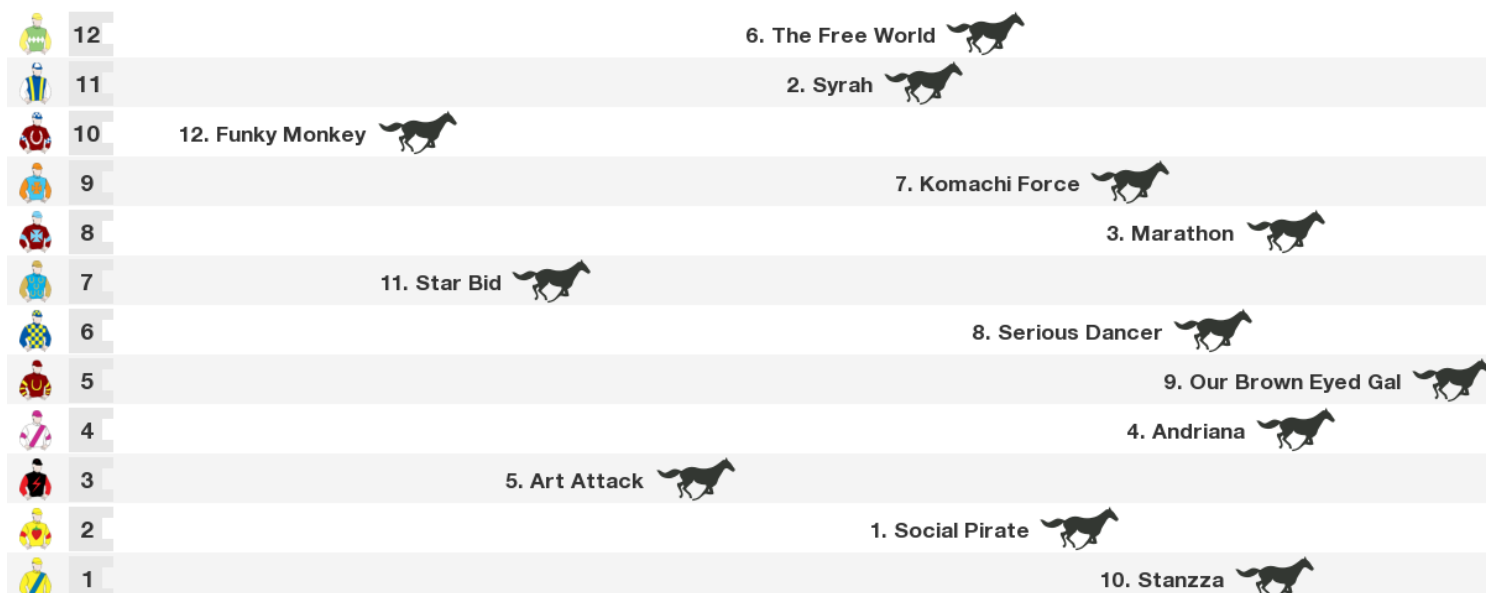 12 6. The Free World
11 2. Syrah
10 12. Funky Monkey
9 7. Komachi Force
8 3. Marathon
7 11. Star Bid
6 8. Serious Dancer
5 9. Our Brown Eyed Gal
4 4. Andriana
3 5. Art Attack
2 1. Social Pirate
1 10. Stanzza